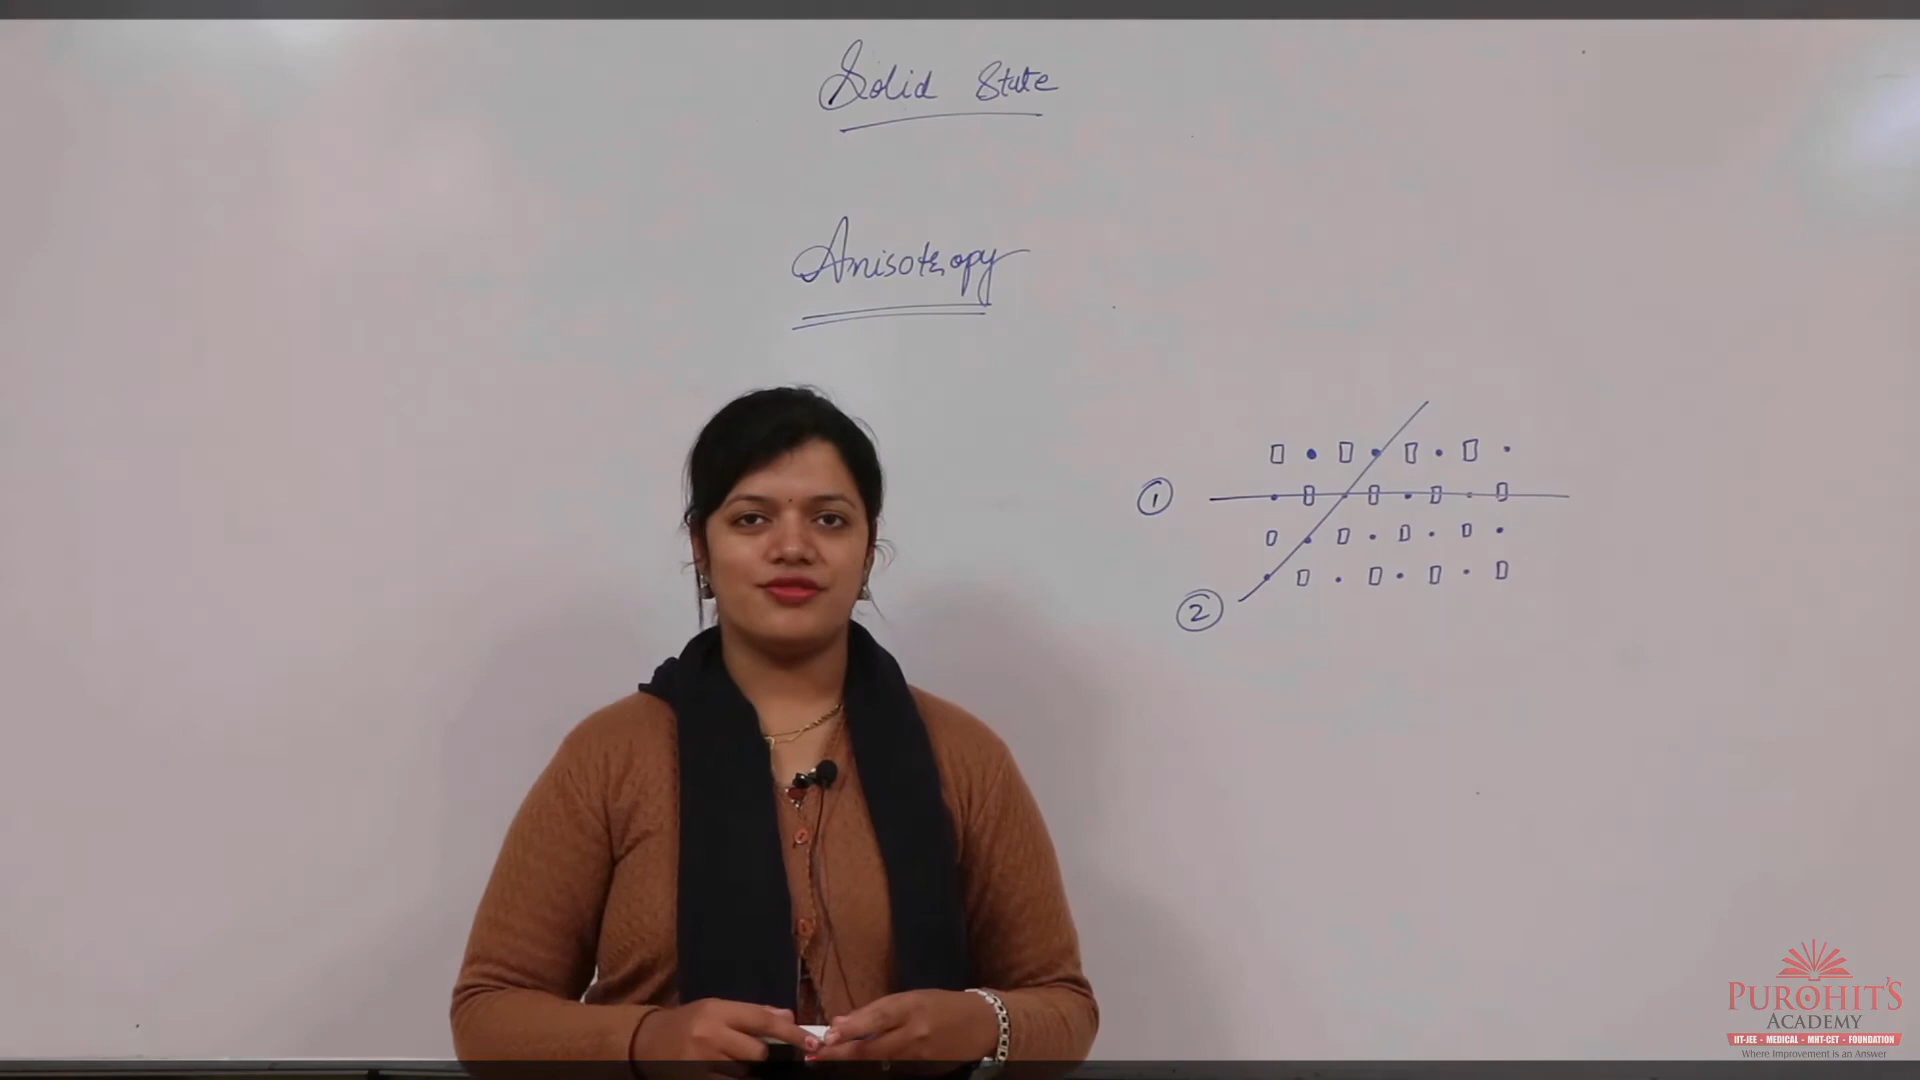 Solid State
Anisotropy
1
2
PUROHIT'S
ACADEMY
IIT-JEE - MEDICAL - MHT-CET - FOUNDATION
Where Improvement is an Answer